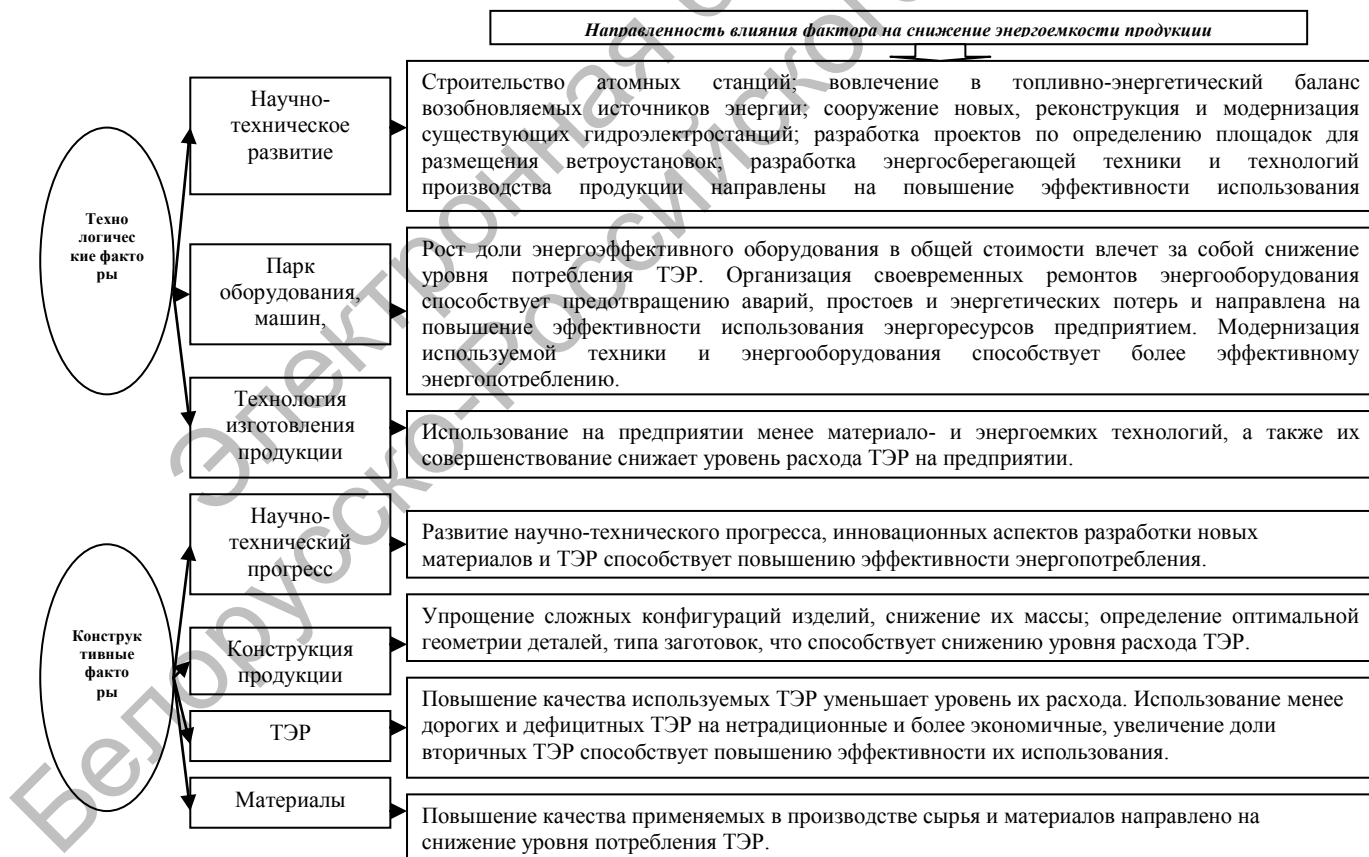 Направленность влияния фактора на снижение энергоемкости продукции
Техно
логичес
кие факто
ры
Научно-
техническое
развитие
Строительство атомных станций; вовлечение в топливно-энергетический баланс
возобновляемых источников энергии; сооружение новых, реконструкция и модернизация
существующих гидроэлектростанций; разработка проектов по определению площадок для
размещения ветроустановок; разработка энергосберегающей техники и технологий
производства продукции направлены на повышение эффективности использования
Парк
оборудования,
машин,
Рост доли энергоэффективного оборудования в общей стоимости влечет за собой снижение
уровня потребления ТЭР. Организация своевременных ремонтов энергооборудования
способствует предотвращению аварий, простоев и энергетических потерь и направлена на
повышение эффективности использования энергоресурсов предприятием. Модернизация
используемой техники и энергооборудования способствует более эффективному
энергопотреблению.
Технология
изготовления
продукции
Использование на предприятии менее материало- и энергоемких технологий, а также их
совершенствование снижает уровень расхода ТЭР на предприятии.
Конструк
тивные
факто
ры
Научно-
технический
прогресс
Развитие научно-технического прогресса, инновационных аспектов разработки новых
материалов и ТЭР способствует повышению эффективности энергопотребления.
Конструкция
продукции
Упрощение сложных конфигураций изделий, снижение их массы; определение оптимальной
геометрии деталей, типа заготовок, что способствует снижению уровня расхода ТЭР.
ТЭР
Повышение качества используемых ТЭР уменьшает уровень их расхода. Использование менее
дорогих и дефицитных ТЭР на нетрадиционные и более экономичные, увеличение доли
вторичных ТЭР способствует повышению эффективности их использования.
Материалы
Повышение качества применяемых в производстве сырья и материалов направлено на
снижение уровня потребления ТЭР.
Электронная
Белорусско-Российского